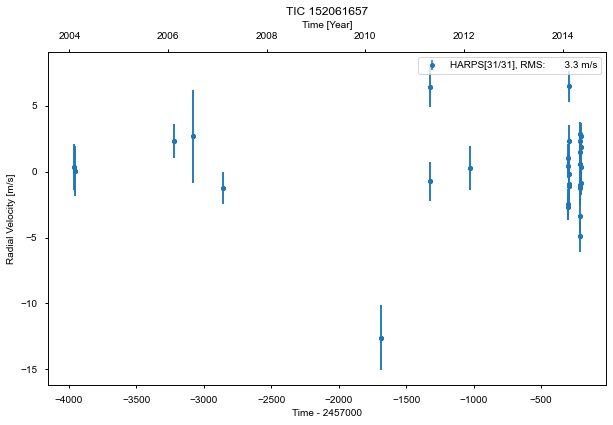 TIC 152061657
Time [Year]
2004 2006 2008 2010 2012 2014
HARPS[31/31], RMS: 3.3 m/s
Radial Velocity [m/s]
5
0
−5
−10
−15
−4000 −3500 −3000 −2500 −2000 −1500 −1000 −500
Time - 2457000